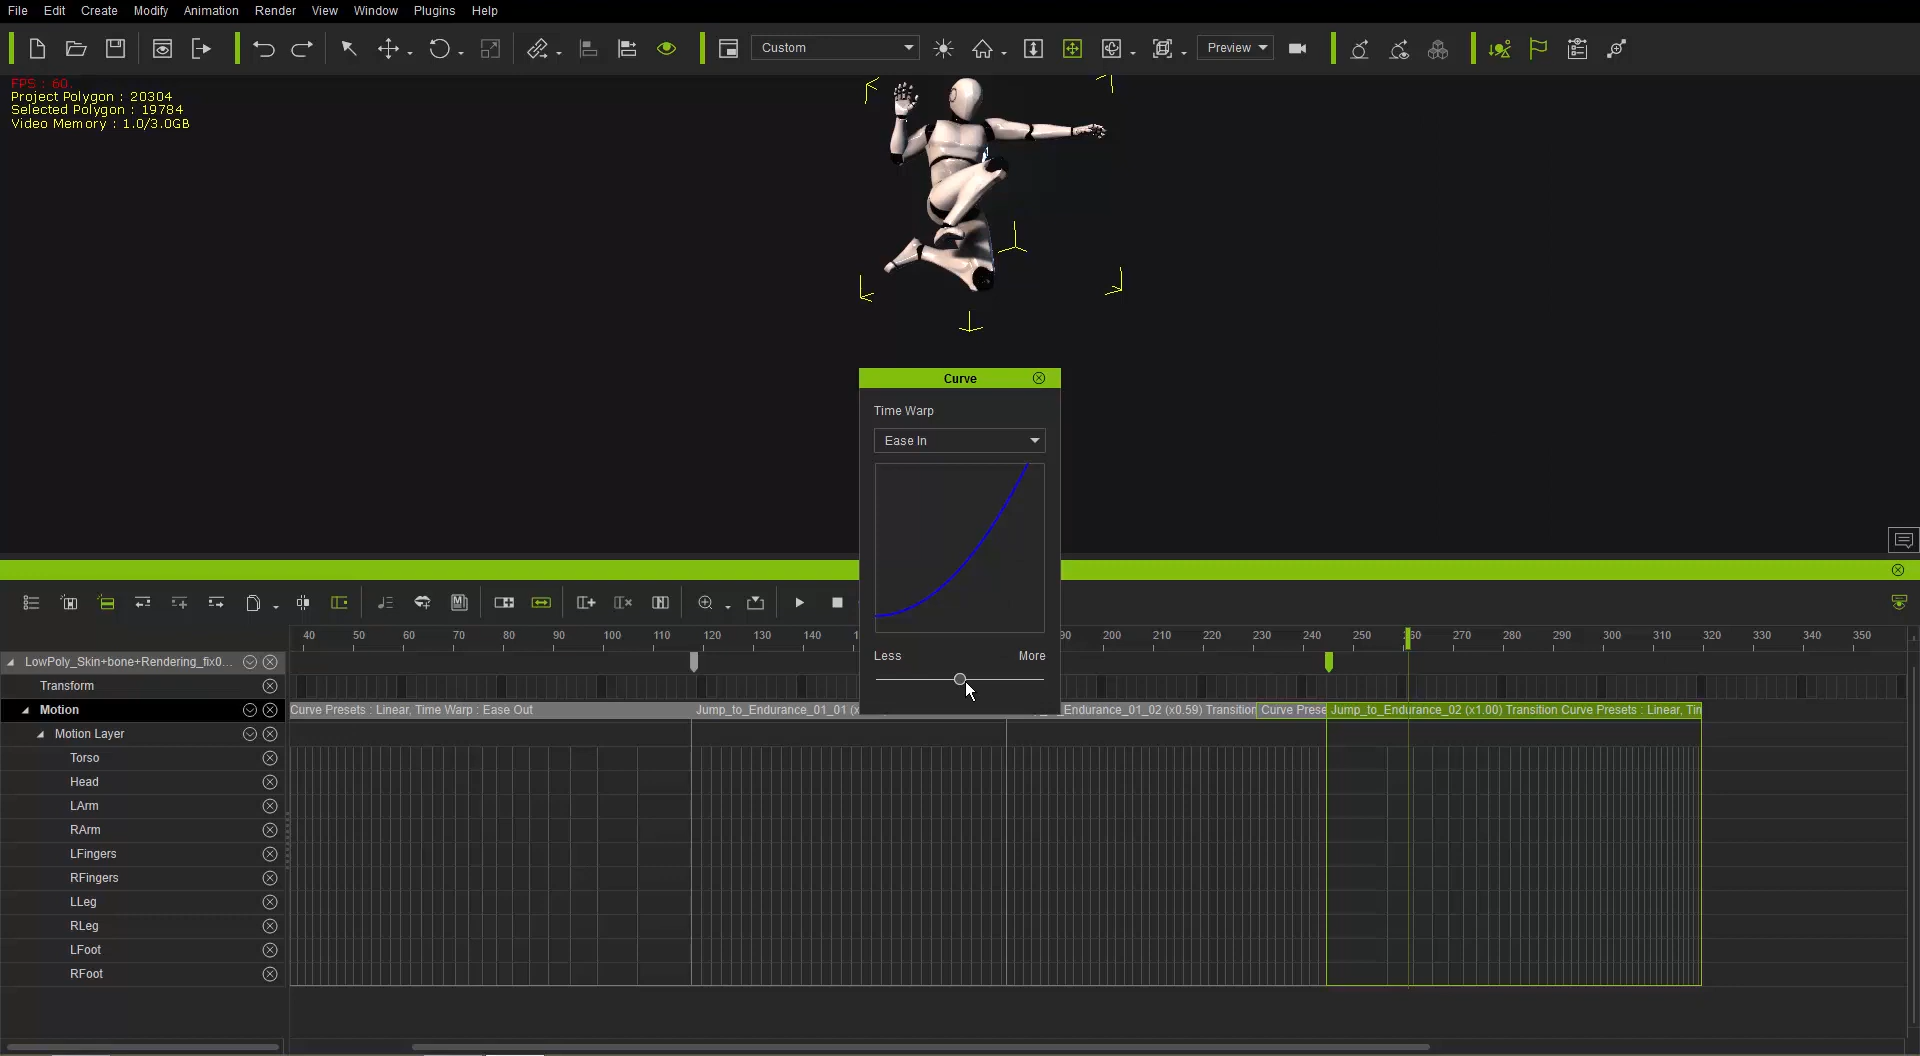 File Edit Create Modify Animation Render View Window Plugins Help
Custom Preview
FPS : 60
Project Polygon : 20304
Selected Polygon : 19784
Video Memory : 1.0/3.0GB
Curve
Time Warp
Ease In
Less More
40 50 60 70 80 90 100 110 120 130 140 200 210 220 230 240 250 260 270 280 290 300 310 320 330 340 350
LowPoly_Skin+bone+Rendering_fix0...
Transform
Motion
Curve Presets : Linear, Time Warp : Ease Out Jump_to_Endurance_01_01 (x Endurance_01_02 (x0.59) Transition Curve Prese Jump_to_Endurance_02 (x1.00) Transition Curve Presets : Linear, Tin
Motion Layer
Torso
Head
LArm
RArm
LFingers
RFingers
LLeg
RLeg
LFoot
RFoot